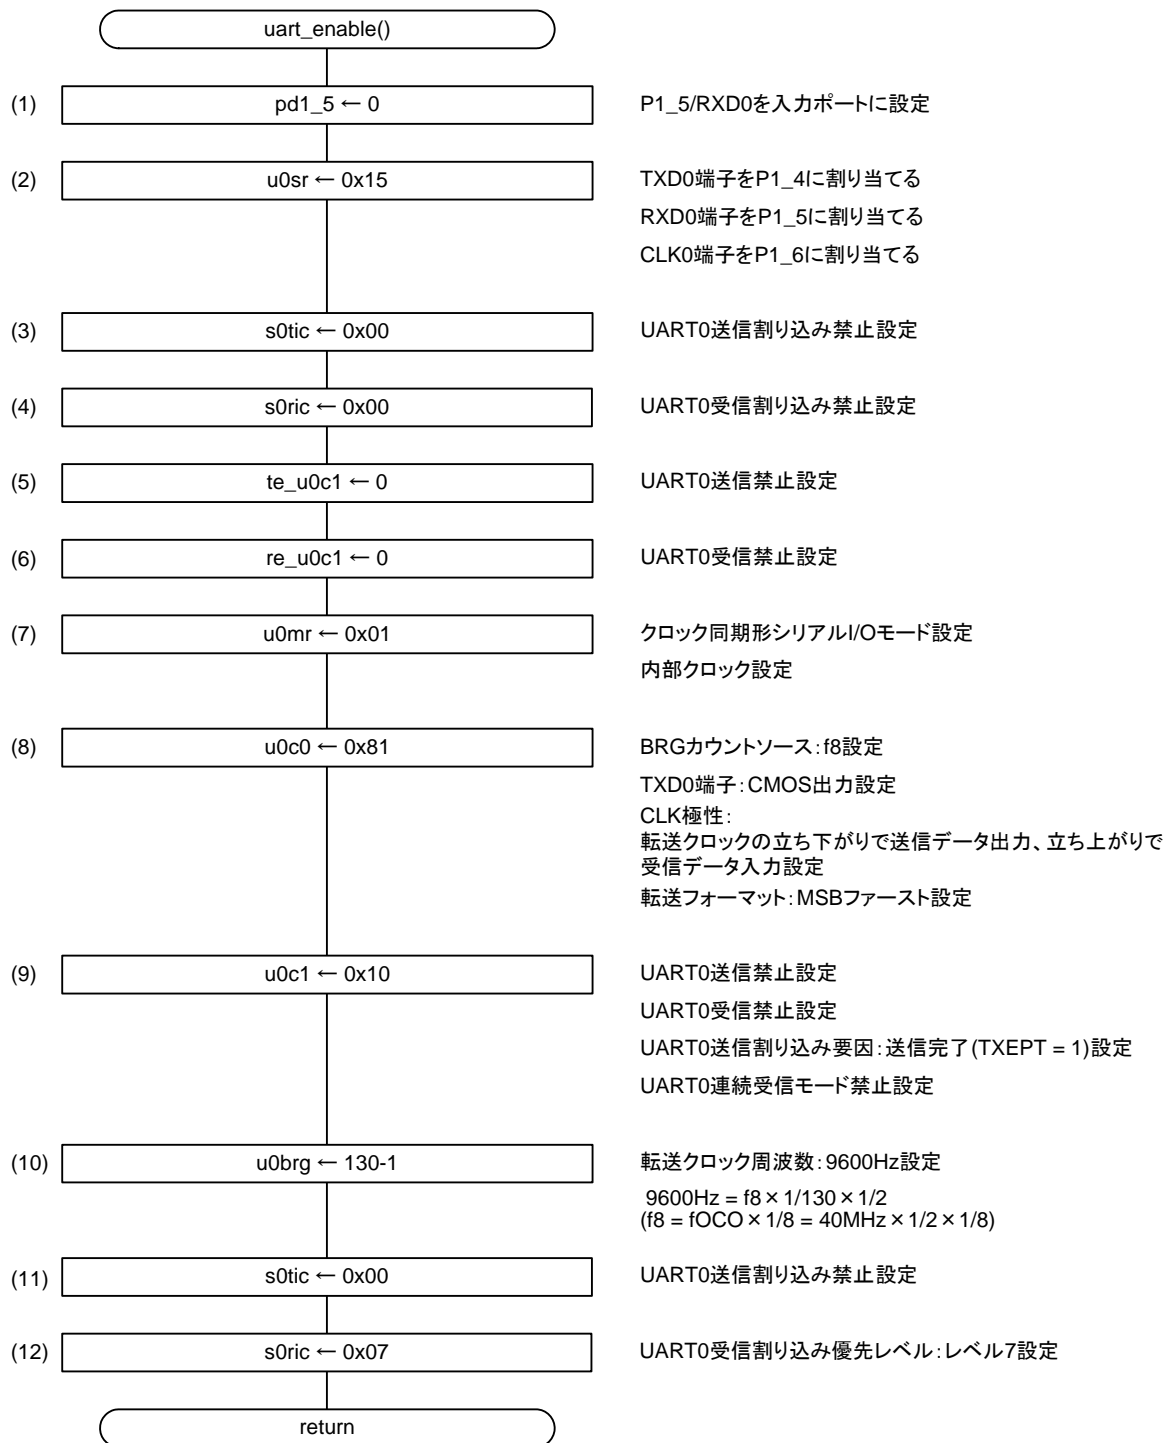 uart_enable()
(1) pd1_5 ← 0 P1_5/RXD0を入力ポートに設定
(2) u0sr ← 0x15 TXD0端子をP1_4に割り当てる
RXD0端子をP1_5に割り当てる
CLK0端子をP1_6に割り当てる
(3) s0tic ← 0x00 UART0送信割り込み禁止設定
(4) s0ric ← 0x00 UART0受信割り込み禁止設定
(5) te_u0c1 ← 0 UART0送信禁止設定
(6) re_u0c1 ← 0 UART0受信禁止設定
(7) u0mr ← 0x01 クロック同期形シリアルI/Oモード設定
内部クロック設定
(8) u0c0 ← 0x81 BRGカウントソース：f8設定
TXD0端子：CMOS出力設定
CLK極性：
転送クロックの立ち下がりで送信データ出力、立ち上がりで
受信データ入力設定
転送フォーマット：MSBファースト設定
(9) u0c1 ← 0x10 UART0送信禁止設定
UART0受信禁止設定
UART0送信割り込み要因：送信完了(TXEPT = 1)設定
UART0連続受信モード禁止設定
(10) u0brg ← 130-1 転送クロック周波数：9600Hz設定
9600Hz = f8×1/130×1/2
(f8 = fOCO×1/8 = 40MHz×1/2×1/8)
(11) s0tic ← 0x00 UART0送信割り込み禁止設定
(12) s0ric ← 0x07 UART0受信割り込み優先レベル：レベル7設定
return